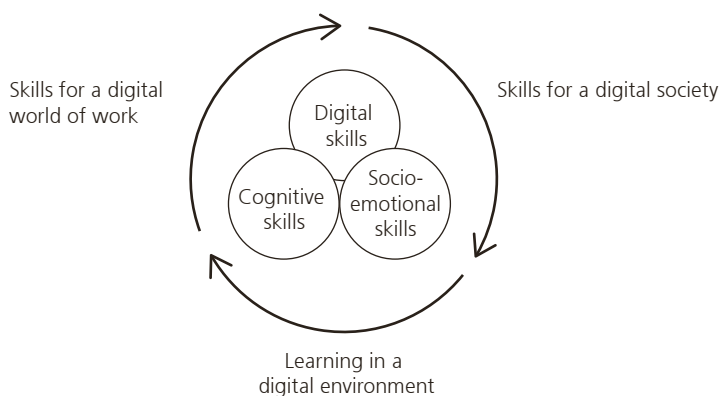 Skills for a digital
world of work
Skills for a digital society
Digital
skills
Cognitive
skills
Socio-
emotional
skills
Learning in a
digital environment